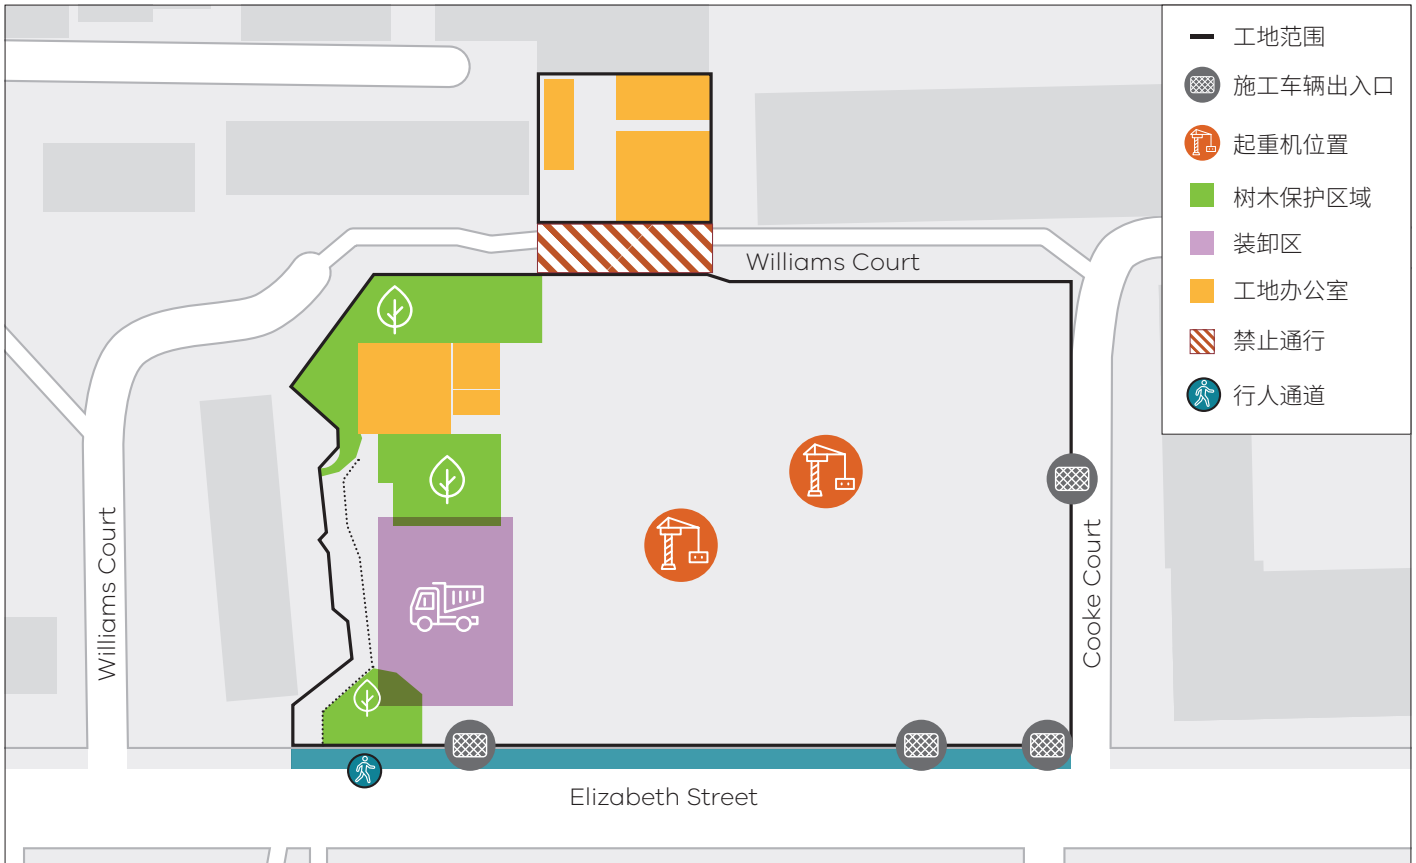 工地范围
施工车辆出入口
起重机位置
树木保护区域
装卸区
工地办公室
禁止通行
行人通道
Williams Court
Williams Court
Cooke Court
Elizabeth Street